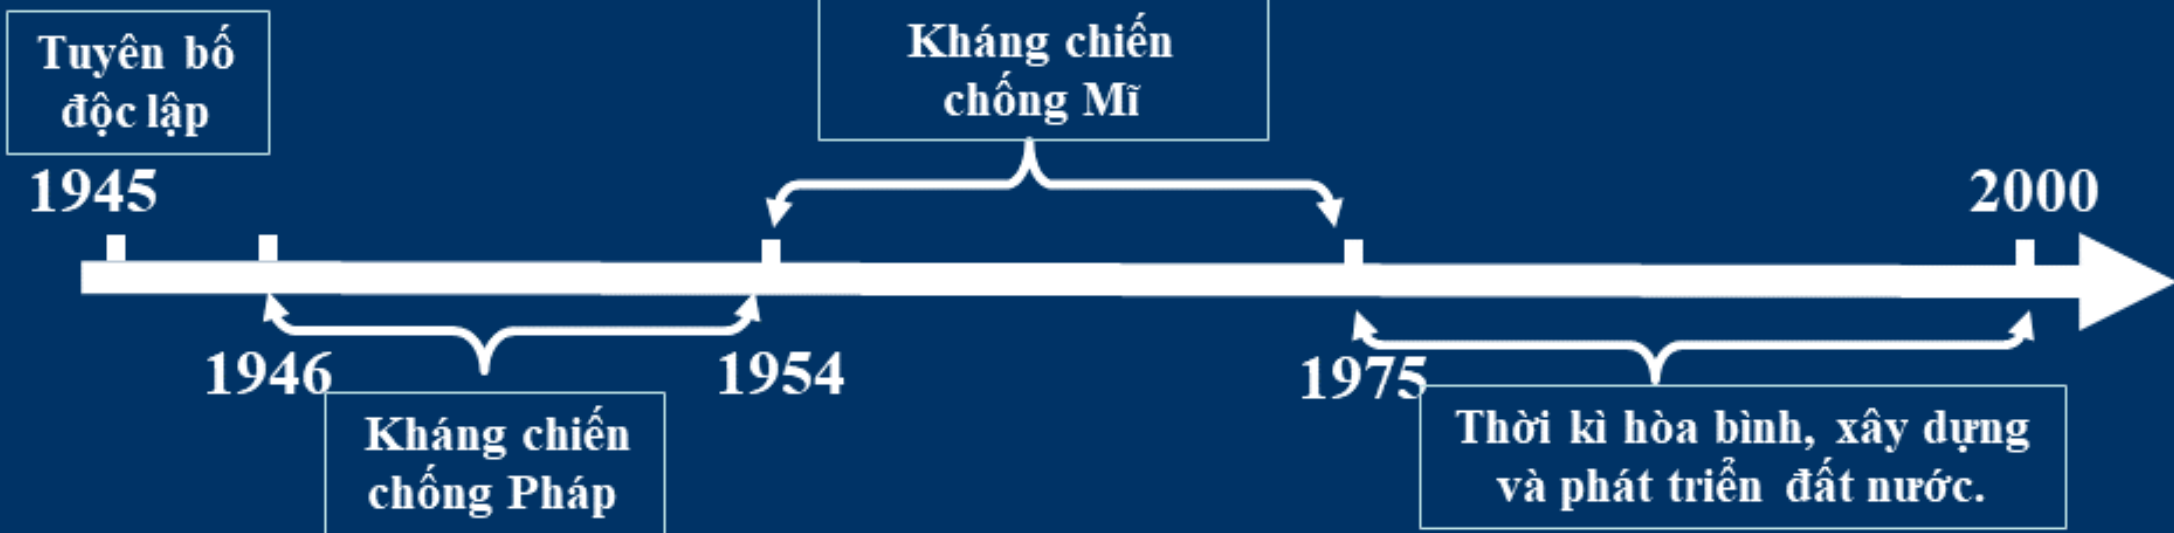 Tuyên bố
độc lập
1945
Kháng chiến
chống Mĩ
2000
1946
1954
1975
Kháng chiến
chống Pháp
Thời kì hòa bình, xây dựng
và phát triển đất nước.